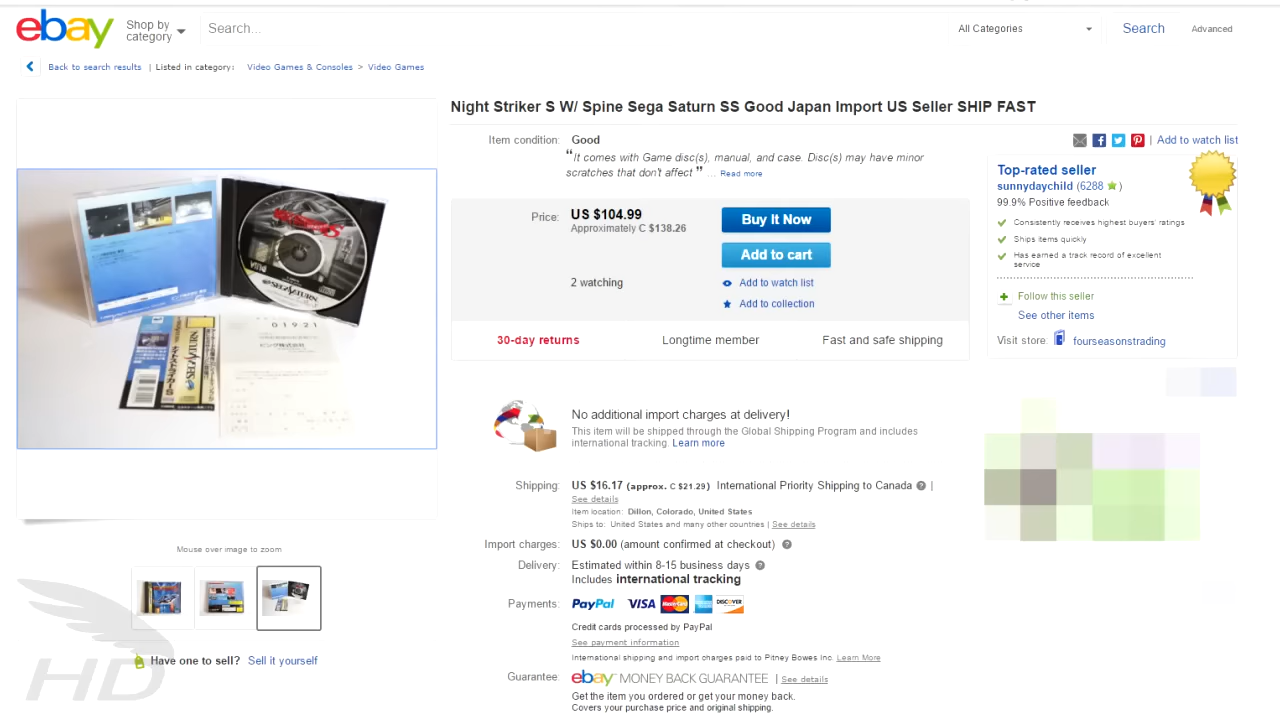 ebay
Shop by
category
Search...
All Categories
Search
Advanced
Back to search results | Listed in category: Video Games & Consoles > Video Games
Night Striker S W/ Spine Sega Saturn SS Good Japan Import US Seller SHIP FAST
Item condition: Good
“It comes with Game disc(s), manual, and case. Disc(s) may have minor
scratches that don't affect ” ... Read more
Price: US $104.99
Approximately C $138.26
Buy It Now
Add to cart
2 watching
Add to watch list
Add to collection
30-day returns
Longtime member
Fast and safe shipping
| Add to watch list
Top-rated seller
sunnydaychild (6288 )
99.9% Positive feedback
Consistently receives highest buyers' ratings
Ships items quickly
Has earned a track record of excellent
service
Follow this seller
See other items
Visit store: fourseasonstrading
SEGA SATURN
01921
No additional import charges at delivery!
This item will be shipped through the Global Shipping Program and includes
international tracking. Learn more
Shipping: US $16.17 (approx. C $21.29) International Priority Shipping to Canada |
See details
Item location: Dillon, Colorado, United States
Ships to: United States and many other countries | See details
Import charges: US $0.00 (amount confirmed at checkout)
Delivery: Estimated within 8-15 business days
Includes international tracking
Payments: PayPal VISA MasterCard DISCOVER
Credit cards processed by PayPal
See payment information
International shipping and import charges paid to Pitney Bowes Inc. Learn More
Guarantee: ebay MONEY BACK GUARANTEE | See details
Get the item you ordered or get your money back.
Covers your purchase price and original shipping.
Mouse over image to zoom
Have one to sell? Sell it yourself
HD